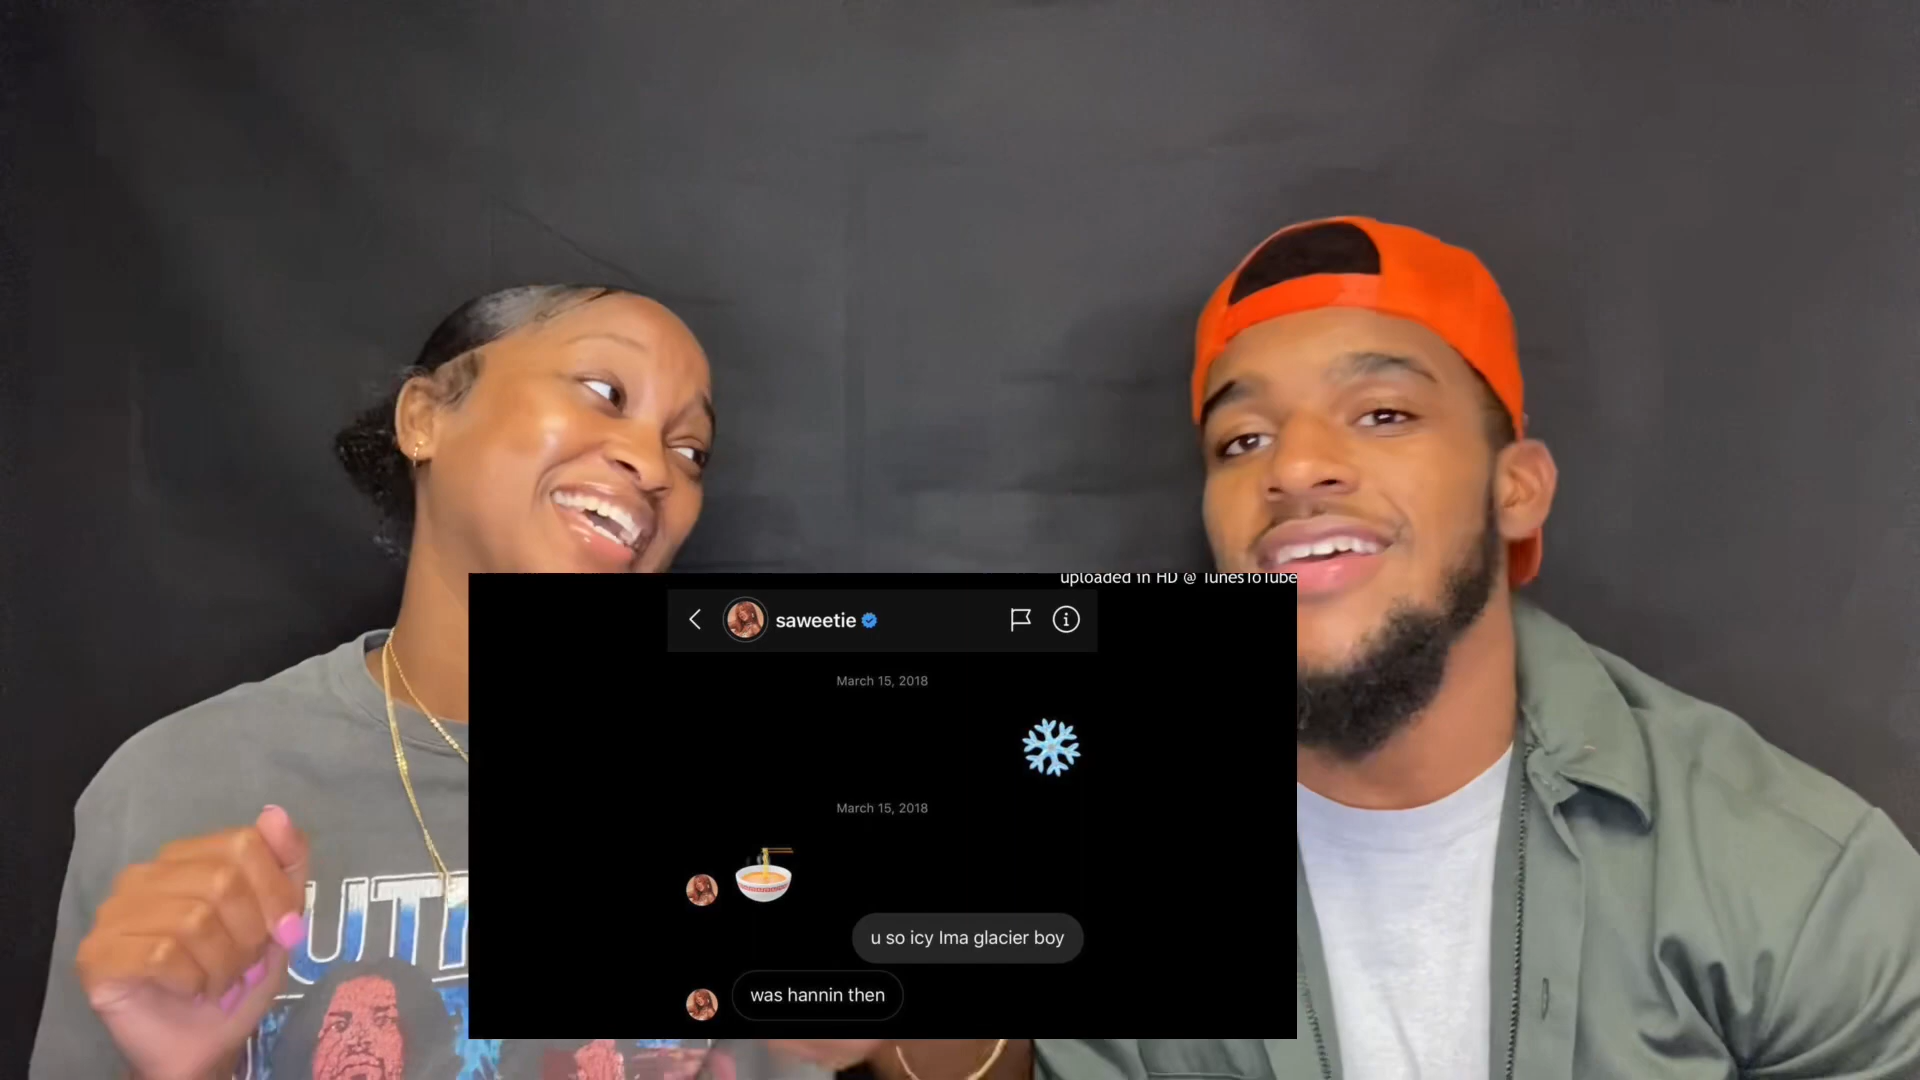 uploaded in HD @ TunesToTube
saweetie
March 15, 2018
March 15, 2018
u so icy Ima glacier boy
was hannin then
UT